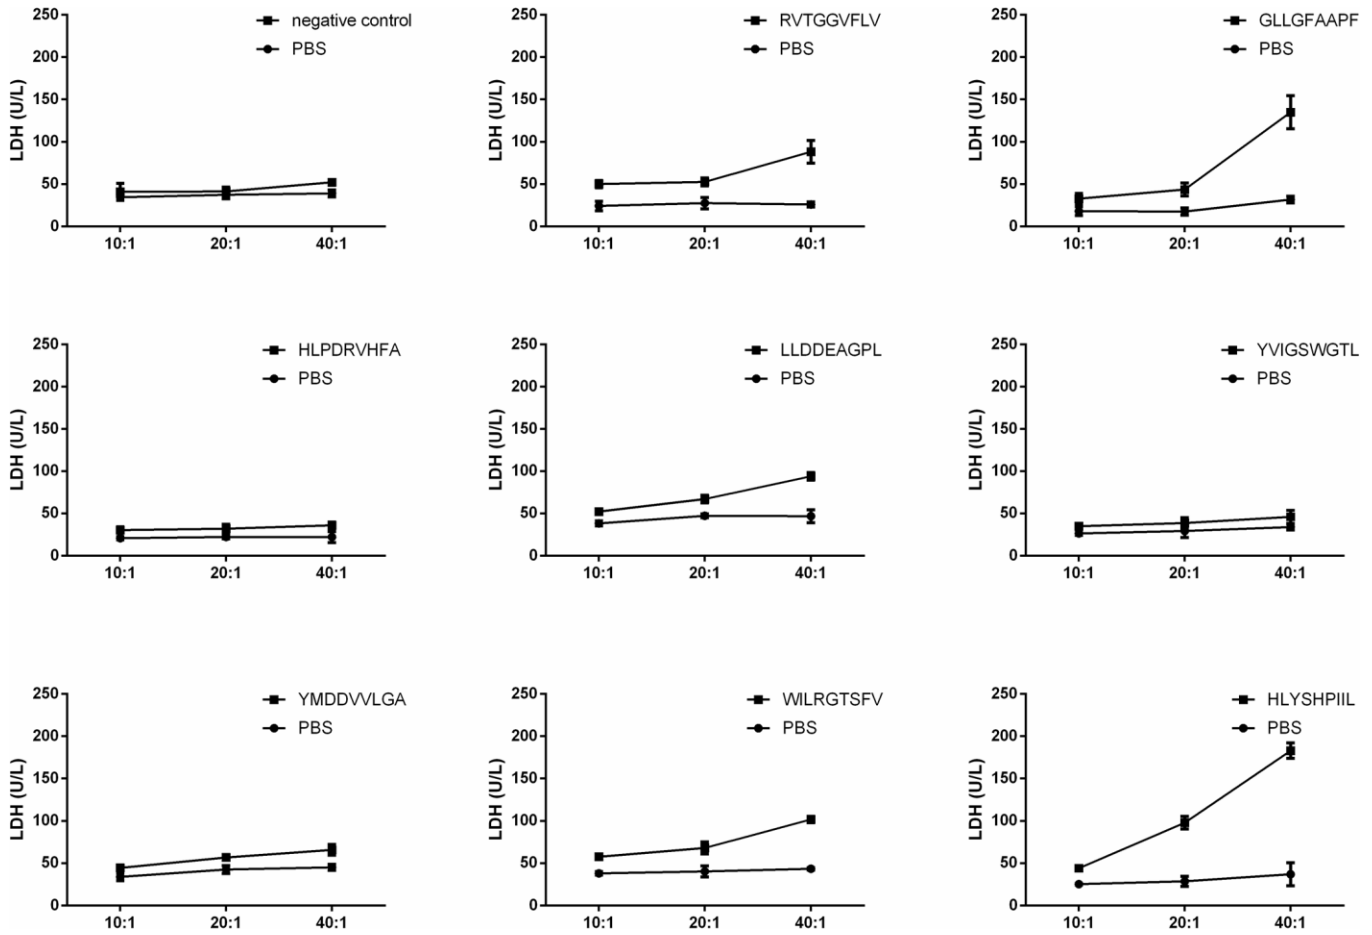 negative control
PBS
LDH (U/L)
250
200
150
100
50
0
10:1 20:1 40:1
RVTGGVFLV
PBS
LDH (U/L)
250
200
150
100
50
0
10:1 20:1 40:1
GLLGFAAPF
PBS
LDH (U/L)
250
200
150
100
50
0
10:1 20:1 40:1
HLPDRVHFA
PBS
LDH (U/L)
250
200
150
100
50
0
10:1 20:1 40:1
LLDDEAGPL
PBS
LDH (U/L)
250
200
150
100
50
0
10:1 20:1 40:1
YVIGSWGTL
PBS
LDH (U/L)
250
200
150
100
50
0
10:1 20:1 40:1
YMDDVVLGA
PBS
LDH (U/L)
250
200
150
100
50
0
10:1 20:1 40:1
WILRGTSFV
PBS
LDH (U/L)
250
200
150
100
50
0
10:1 20:1 40:1
HLYSHPIIL
PBS
LDH (U/L)
250
200
150
100
50
0
10:1 20:1 40:1